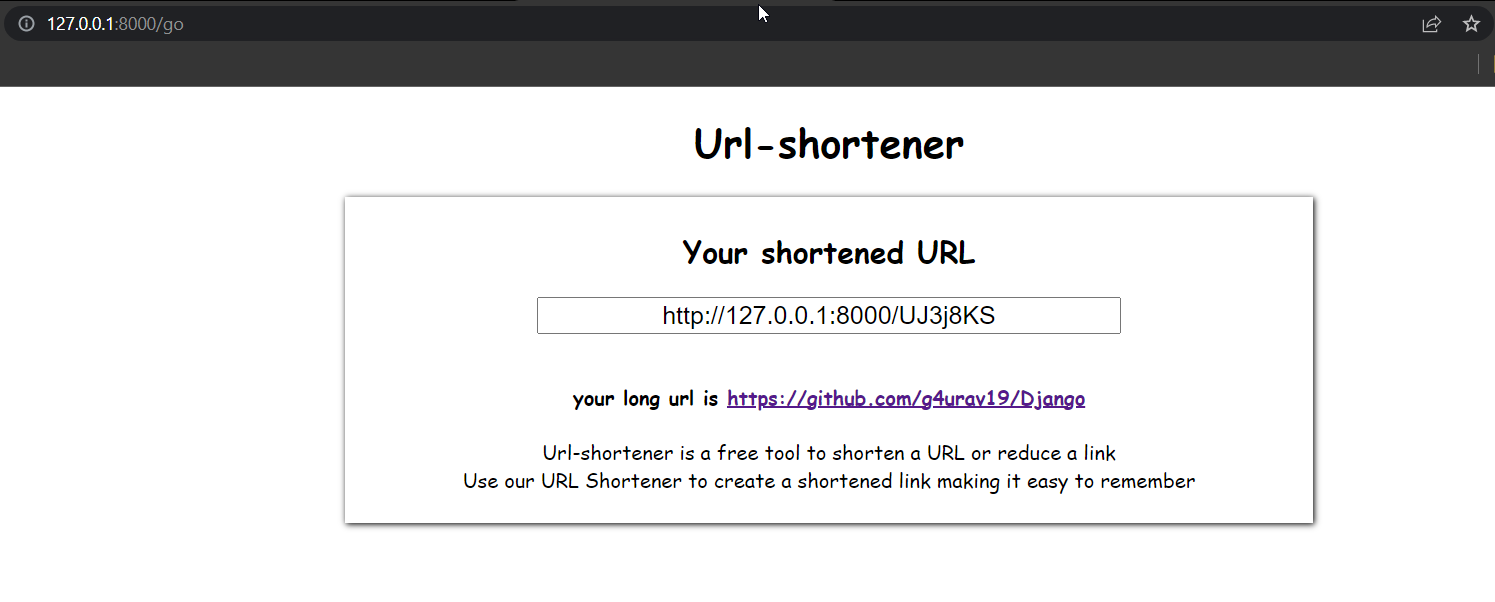 127.0.0.1:8000/go
Url-shortener
Your shortened URL
http://127.0.0.1:8000/UJ3j8KS
your long url is https://github.com/g4urav19/Django
Url-shortener is a free tool to shorten a URL or reduce a link
Use our URL Shortener to create a shortened link making it easy to remember